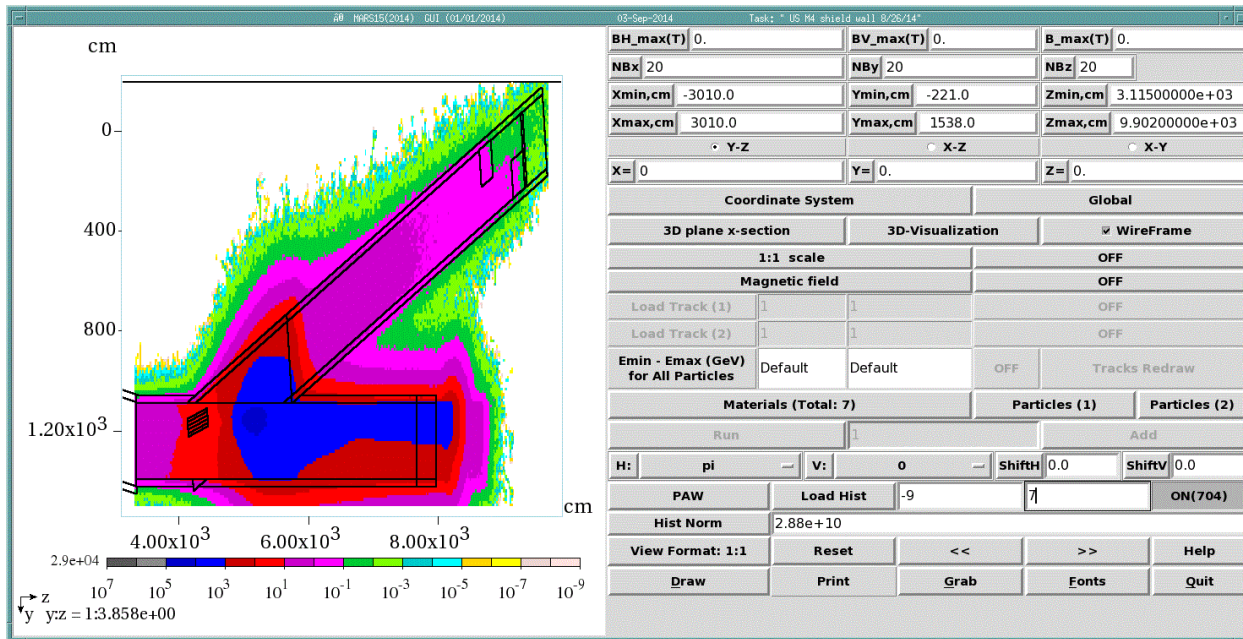 MARS15(2014) GUI (01/01/2014) 03-Sep-2014 Task: " US M4 shield wall 8/26/14"
cm
0
400
800
1.20x10³
cm
4.00x10³ 6.00x10³ 8.00x10³
2.9e+04
10⁷ 10⁵ 10³ 10¹ 10⁻¹ 10⁻³ 10⁻⁵ 10⁻⁷ 10⁻⁹
z
y y:z = 1:3.858e+00
BH_max(T) 0. BV_max(T) 0. B_max(T) 0.
NBx 20 NBy 20 NBz 20
Xmin,cm -3010.0 Ymin,cm -221.0 Zmin,cm 3.11500000e+03
Xmax,cm 3010.0 Ymax,cm 1538.0 Zmax,cm 9.90200000e+03
Y-Z X-Z X-Y
X= 0 Y= 0. Z= 0.
Coordinate System Global
3D plane x-section 3D-Visualization WireFrame
1:1 scale OFF
Magnetic field OFF
Load Track (1) 1 1 OFF
Load Track (2) 1 1 OFF
Emin - Emax (GeV)
for All Particles Default Default OFF Tracks Redraw
Materials (Total: 7) Particles (1) Particles (2)
Run 1 Add
H: pi V: 0 ShiftH 0.0 ShiftV 0.0
PAW Load Hist -9 7 ON(704)
Hist Norm 2.88e+10
View Format: 1:1 Reset << >> Help
Draw Print Grab Fonts Quit